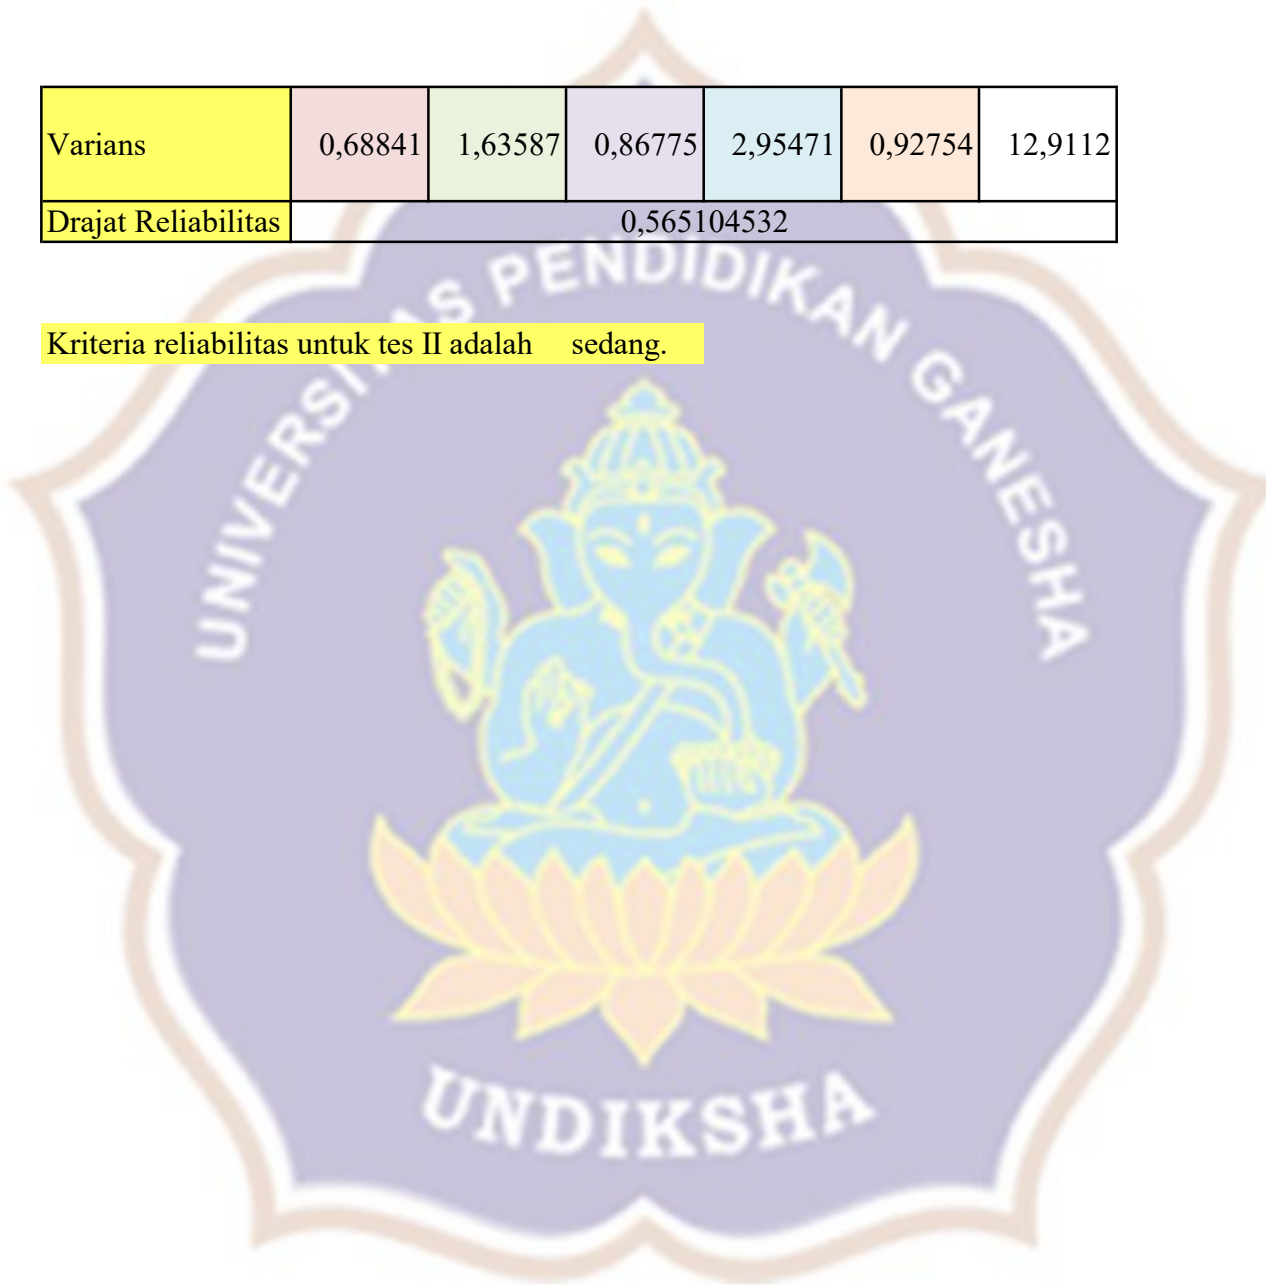 Varians 0,68841 1,63587 0,86775 2,95471 0,92754 12,9112
Drajat Reliabilitas 0,565104532
Kriteria reliabilitas untuk tes II adalah sedang.
UNIVERSITAS PENDIDIKAN GANESHA
UNDIKSHA